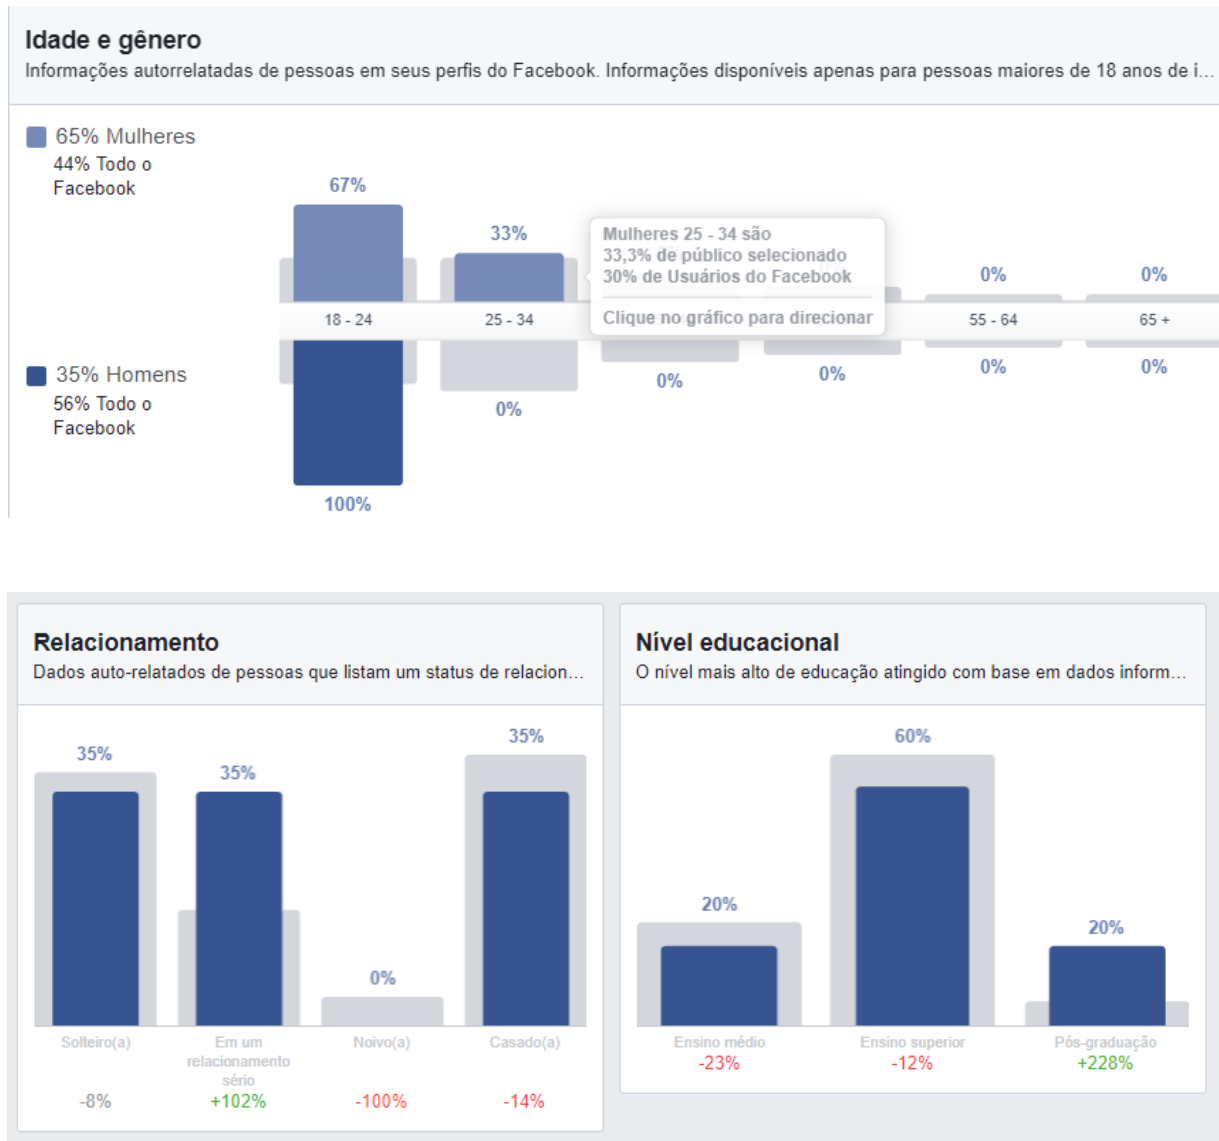 Idade e gênero
Informações autorrelatadas de pessoas em seus perfis do Facebook. Informações disponíveis apenas para pessoas maiores de 18 anos de i...
65% Mulheres
44% Todo o
Facebook
67%
33%
Mulheres 25 - 34 são
33,3% de público selecionado
30% de Usuários do Facebook
Clique no gráfico para direcionar
0%
0%
18 - 24
25 - 34
55 - 64
65 +
35% Homens
56% Todo o
Facebook
100%
0%
0%
0%
0%
0%
Relacionamento
Dados auto-relatados de pessoas que listam um status de relacion...
35%
35%
0%
35%
Solteiro(a)
Em um
relacionamento
sério
Noivo(a)
Casado(a)
-8%
+102%
-100%
-14%
Nível educacional
O nível mais alto de educação atingido com base em dados inform...
20%
60%
20%
Ensino médio
Ensino superior
Pós-graduação
-23%
-12%
+228%